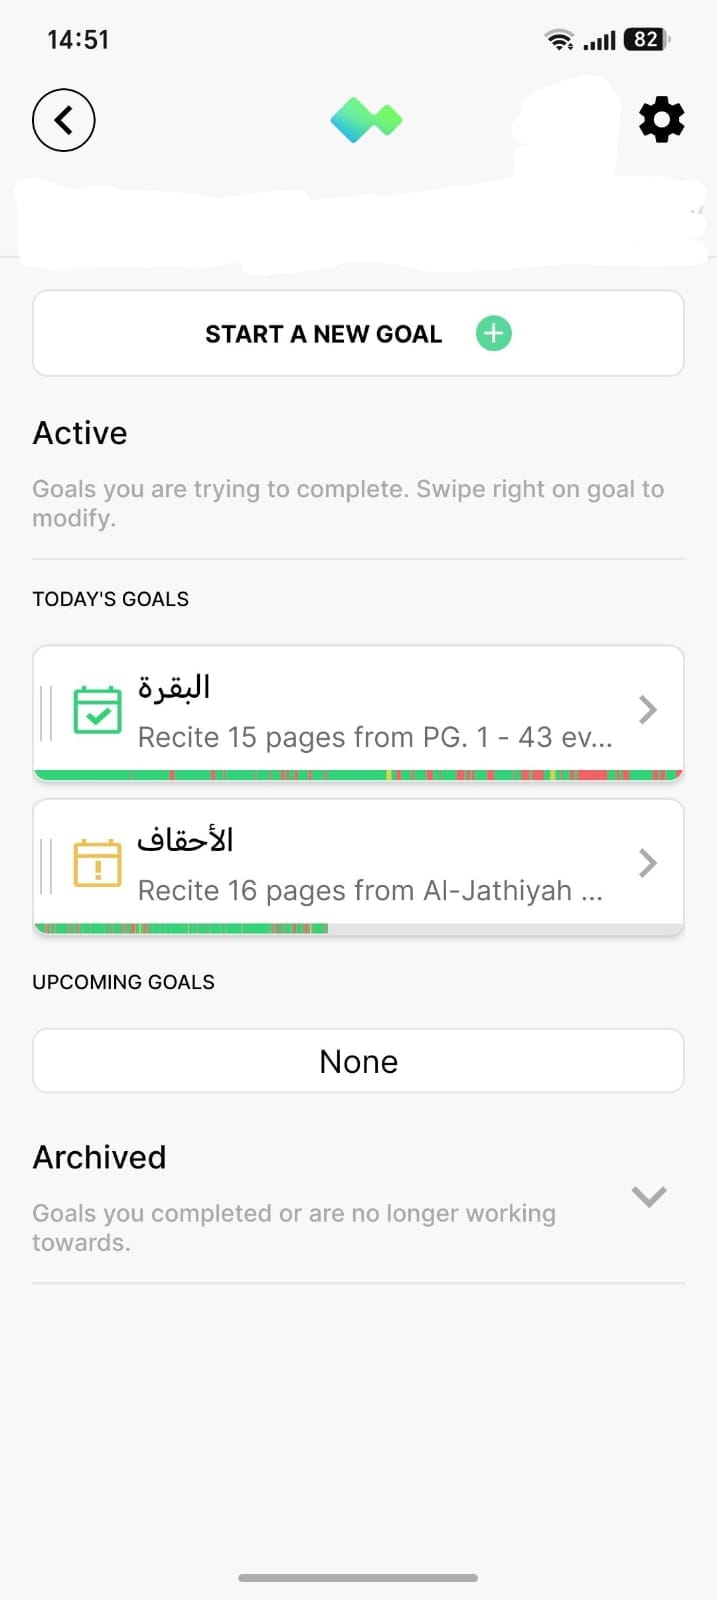 14:51
82
START A NEW GOAL
Active
Goals you are trying to complete. Swipe right on goal to
modify.
TODAY'S GOALS
البقرة
Recite 15 pages from PG. 1 - 43 ev...
الأحقاف
Recite 16 pages from Al-Jathiyah ...
UPCOMING GOALS
None
Archived
Goals you completed or are no longer working
towards.